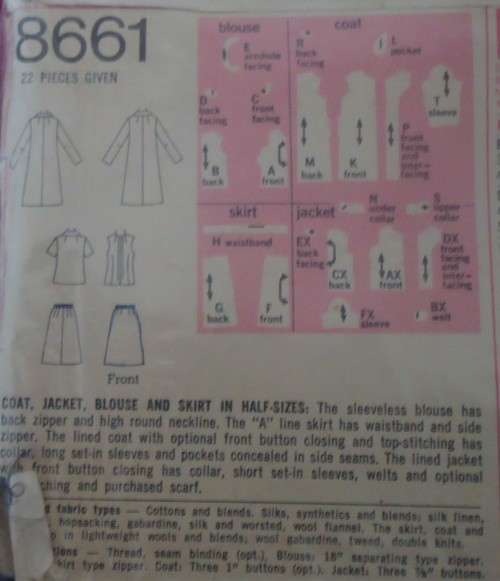 8661
22 PIECES GIVEN
Front
blouse
E
armhole
facing
D
back
facing
C
front
facing
B
back
A
front
coat
R
back
facing
L
pocket
T
sleeve
P
front
facing
and
inter-
facing
M
back
K
front
N
under
collar
S
upper
collar
skirt
H waistband
G
back
F
front
jacket
EX
back
facing
CX
back
AX
front
DX
front
facing
and
inter-
facing
FX
sleeve
BX
welt
COAT, JACKET, BLOUSE AND SKIRT IN HALF-SIZES: The sleeveless blouse has
back zipper and high round neckline. The "A" line skirt has waistband and side
zipper. The lined coat with optional front button closing and top-stitching has
collar, long set-in sleeves and pockets concealed in side seams. The lined jacket
front button closing has collar, short set-in sleeves, welts and optional
ching and purchased scarf.
d fabric types — Cottons and blends. Silks, synthetics and blends: silk linen,
hopsacking, gabardine, silk and worsted, wool flannel. The skirt, coat and
in lightweight wools and blends: wool gabardine, tweed, double knits.
tions — Thread, seam binding (opt.). Blouse: 18" separating type zipper.
kirt type zipper. Coat: Three 1" buttons (opt.). Jacket: Three 7/8" buttons